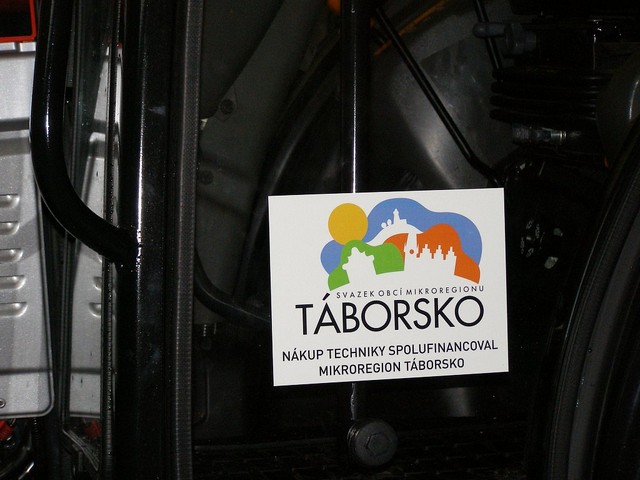 SVAZEK OBCÍ MIKROREGIONU
TÁBORSKO
NÁKUP TECHNIKY SPOLUFINANCOVAL
MIKROREGION TÁBORSKO